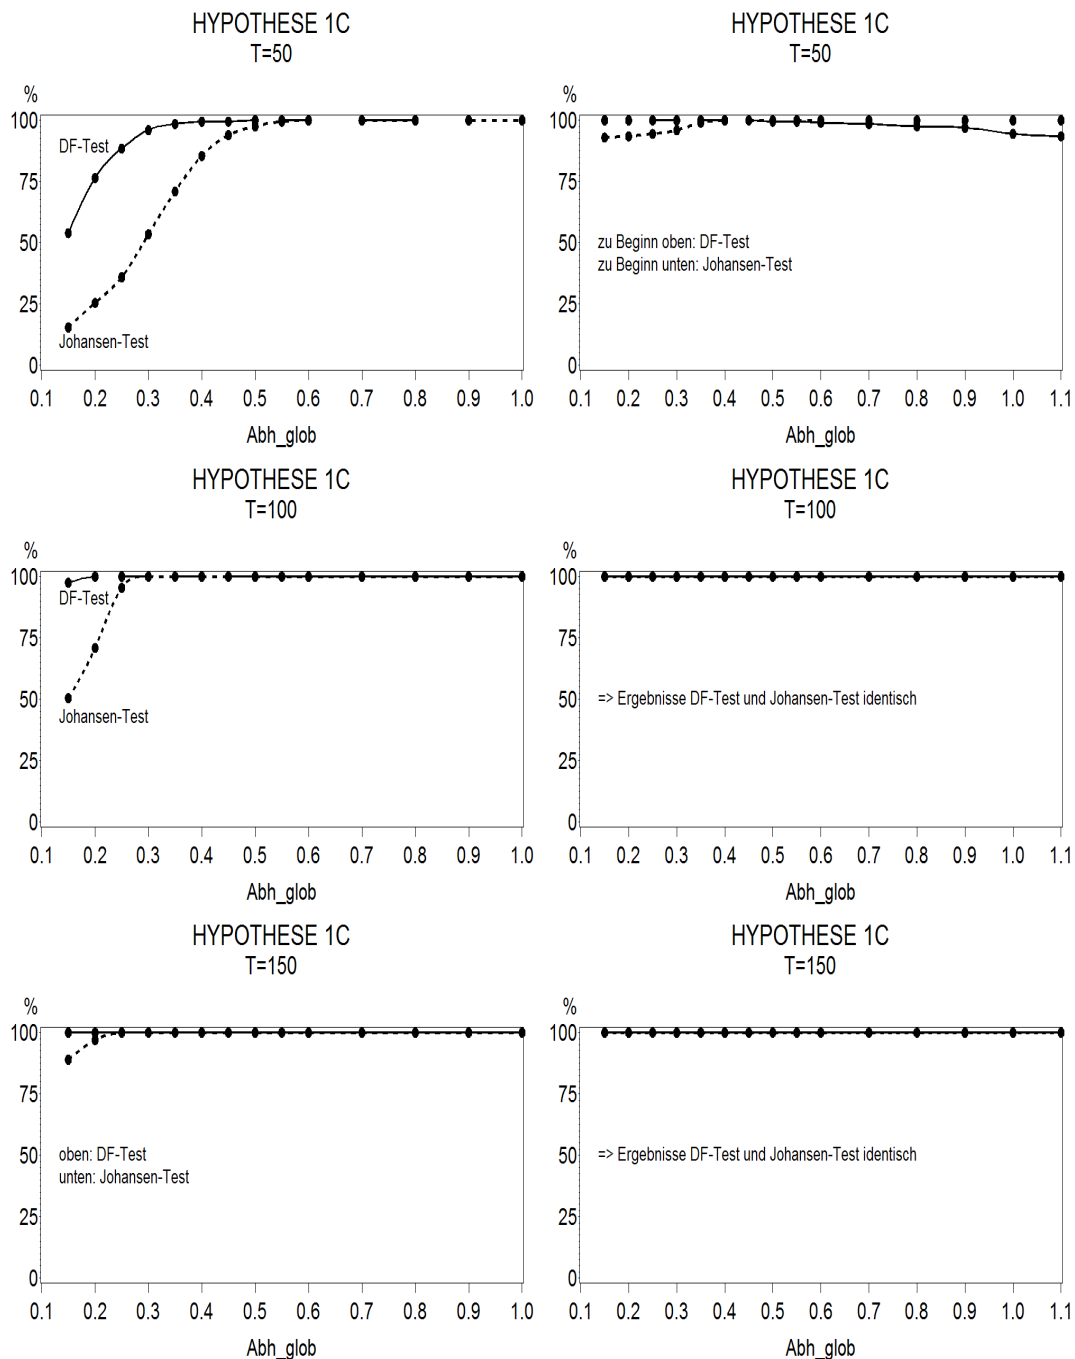 HYPOTHESE 1C
T=50
%
100
DF-Test
75
50
25
Johansen-Test
0
0.1 0.2 0.3 0.4 0.5 0.6 0.7 0.8 0.9 1.0
Abh_glob
HYPOTHESE 1C
T=50
%
100
75
50
zu Beginn oben: DF-Test
zu Beginn unten: Johansen-Test
25
0
0.1 0.2 0.3 0.4 0.5 0.6 0.7 0.8 0.9 1.0 1.1
Abh_glob
HYPOTHESE 1C
T=100
%
100
DF-Test
75
50
Johansen-Test
25
0
0.1 0.2 0.3 0.4 0.5 0.6 0.7 0.8 0.9 1.0
Abh_glob
HYPOTHESE 1C
T=100
%
100
75
50
=> Ergebnisse DF-Test und Johansen-Test identisch
25
0
0.1 0.2 0.3 0.4 0.5 0.6 0.7 0.8 0.9 1.0 1.1
Abh_glob
HYPOTHESE 1C
T=150
%
100
75
50
oben: DF-Test
unten: Johansen-Test
25
0
0.1 0.2 0.3 0.4 0.5 0.6 0.7 0.8 0.9 1.0
Abh_glob
HYPOTHESE 1C
T=150
%
100
75
50
=> Ergebnisse DF-Test und Johansen-Test identisch
25
0
0.1 0.2 0.3 0.4 0.5 0.6 0.7 0.8 0.9 1.0 1.1
Abh_glob